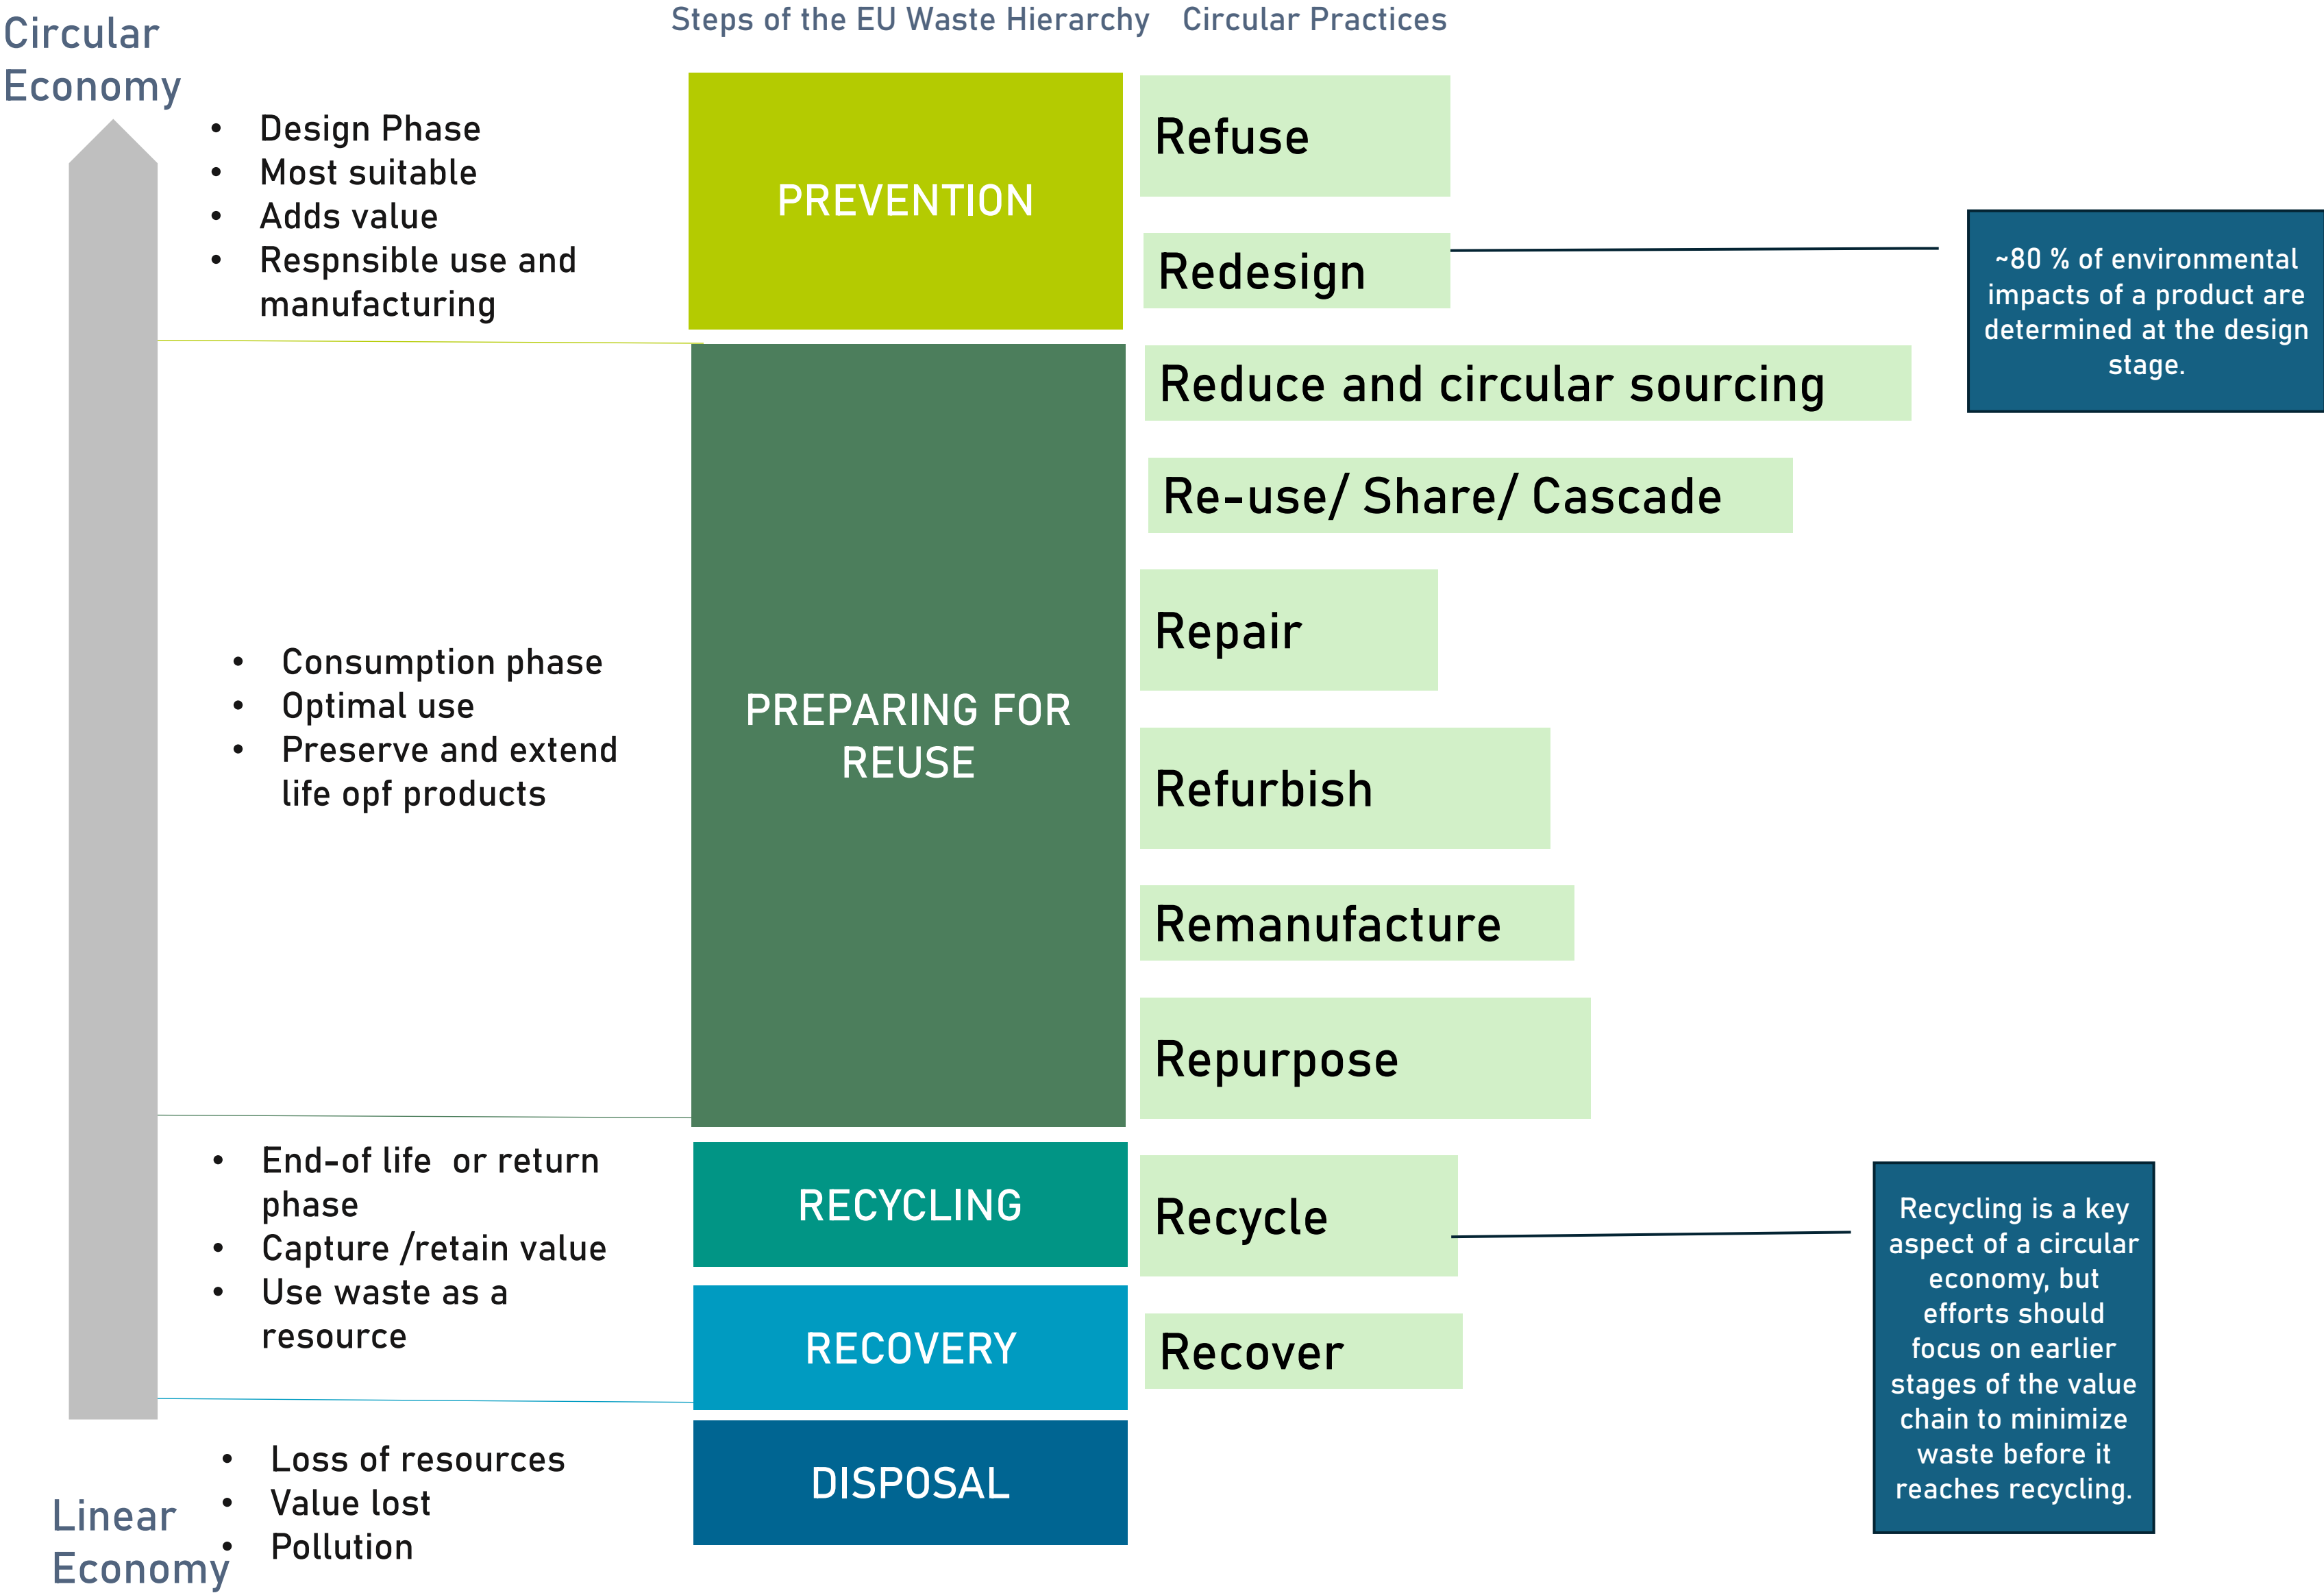 Circular
Economy
Steps of the EU Waste Hierarchy
Circular Practices
• Design Phase
• Most suitable
• Adds value
• Respnsible use and
manufacturing
PREVENTION
Refuse
Redesign
~80 % of environmental
impacts of a product are
determined at the design
stage.
• Consumption phase
• Optimal use
• Preserve and extend
life opf products
PREPARING FOR
REUSE
Reduce and circular sourcing
Re-use/ Share/ Cascade
Repair
Refurbish
Remanufacture
Repurpose
• End-of life or return
phase
• Capture /retain value
• Use waste as a
resource
RECYCLING
Recycle
Recycling is a key
aspect of a circular
economy, but
efforts should
focus on earlier
stages of the value
chain to minimize
waste before it
reaches recycling.
RECOVERY
Recover
• Loss of resources
• Value lost
• Pollution
DISPOSAL
Linear
Economy